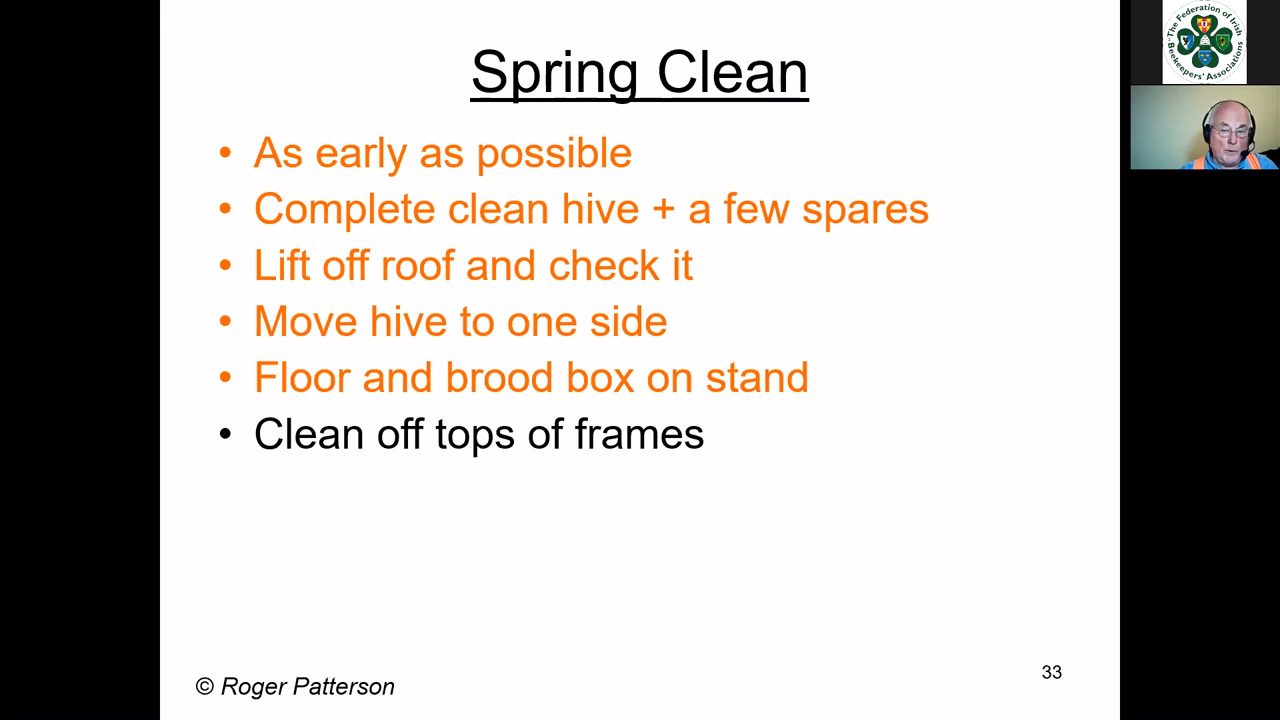 Spring Clean
• As early as possible
• Complete clean hive + a few spares
• Lift off roof and check it
• Move hive to one side
• Floor and brood box on stand
• Clean off tops of frames
© Roger Patterson
33
"The Federation of Irish
Beekeepers' Associations"